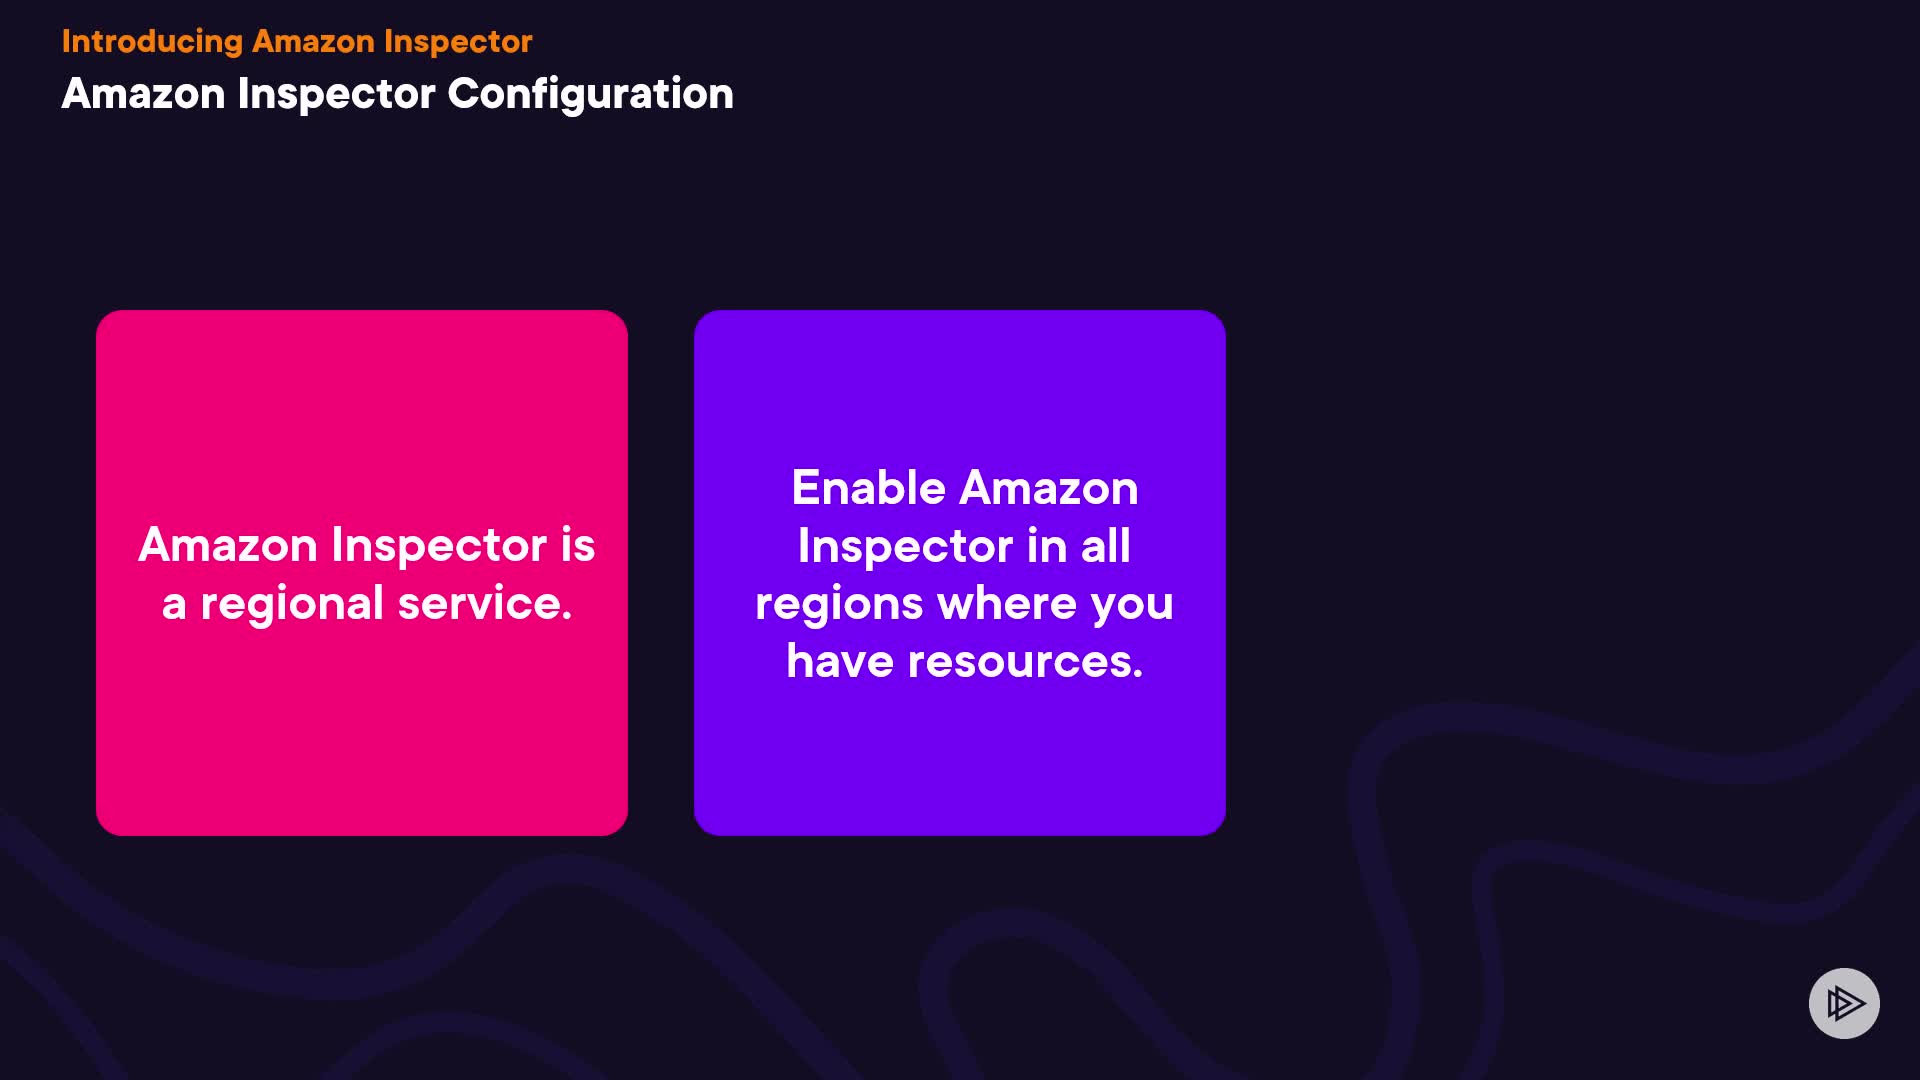 Introducing Amazon Inspector
Amazon Inspector Configuration
Amazon Inspector is
a regional service.
Enable Amazon
Inspector in all
regions where you
have resources.